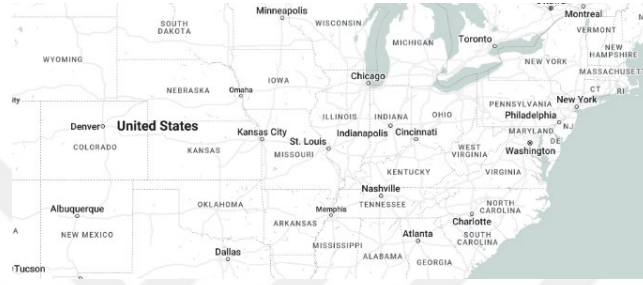 Minneapolis
Montreal
SOUTH
DAKOTA
WISCONSIN
VERMONT
Toronto
MICHIGAN
NEW
HAMPSHIRE
WYOMING
NEW YORK
MASSACHUSET
Chicago
IOWA
NEBRASKA
Omaha
CT
RI
ity
PENNSYLVANIA
New York
ILLINOIS
INDIANA
OHIO
Philadelphia
Denver
United States
NJ
Kansas City
Indianapolis
Cincinnati
MARYLAND
DE
St. Louis
COLORADO
KANSAS
MISSOURI
WEST
VIRGINIA
Washington
KENTUCKY
VIRGINIA
Nashville
Albuquerque
OKLAHOMA
Memphis
TENNESSEE
NORTH
CAROLINA
ARKANSAS
Charlotte
A
NEW MEXICO
Atlanta
SOUTH
CAROLINA
MISSISSIPPI
Dallas
ALABAMA
GEORGIA
Tucson